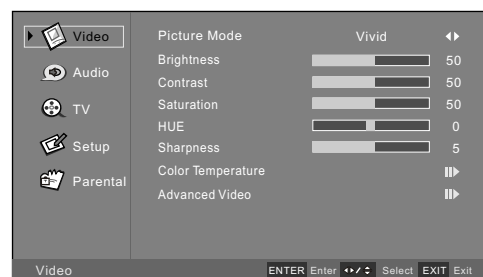 Video
Audio
TV
Setup
Parental
Picture Mode Vivid
Brightness 50
Contrast 50
Saturation 50
HUE 0
Sharpness 5
Color Temperature
Advanced Video
Video ENTER Enter / Select EXIT Exit